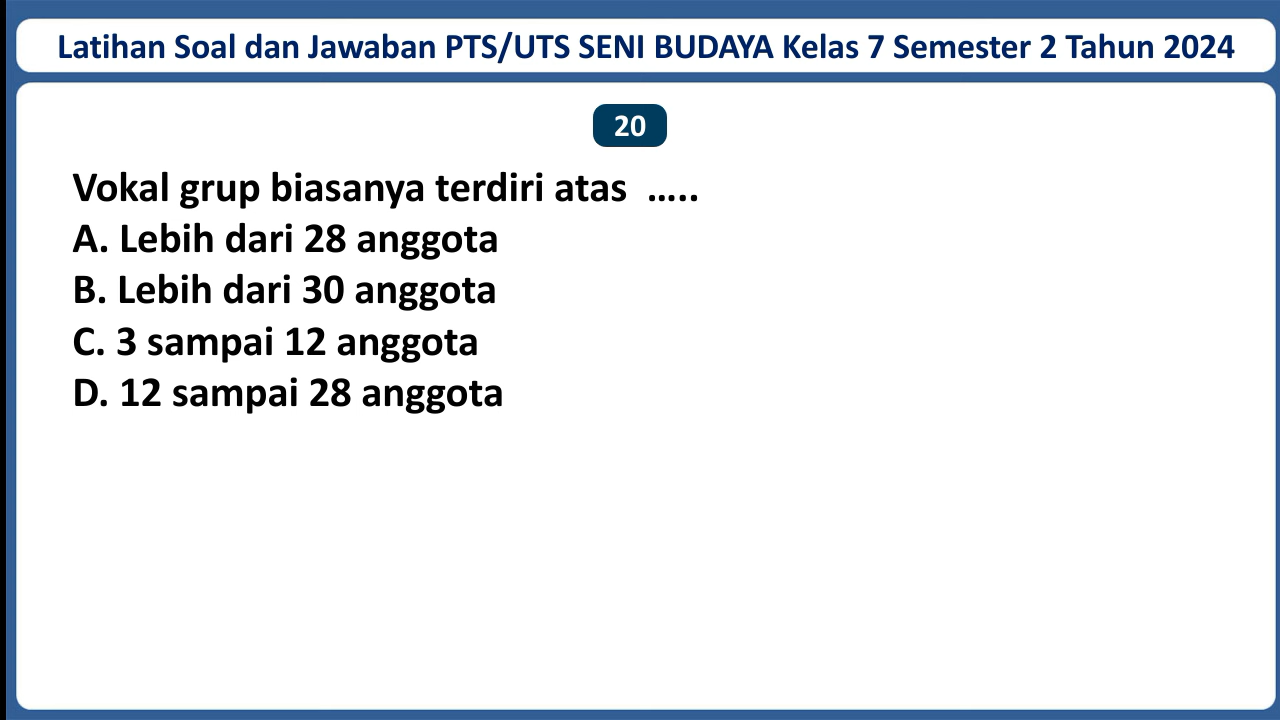 Latihan Soal dan Jawaban PTS/UTS SENI BUDAYA Kelas 7 Semester 2 Tahun 2024
20
Vokal grup biasanya terdiri atas  .....
A. Lebih dari 28 anggota
B. Lebih dari 30 anggota
C. 3 sampai 12 anggota
D. 12 sampai 28 anggota